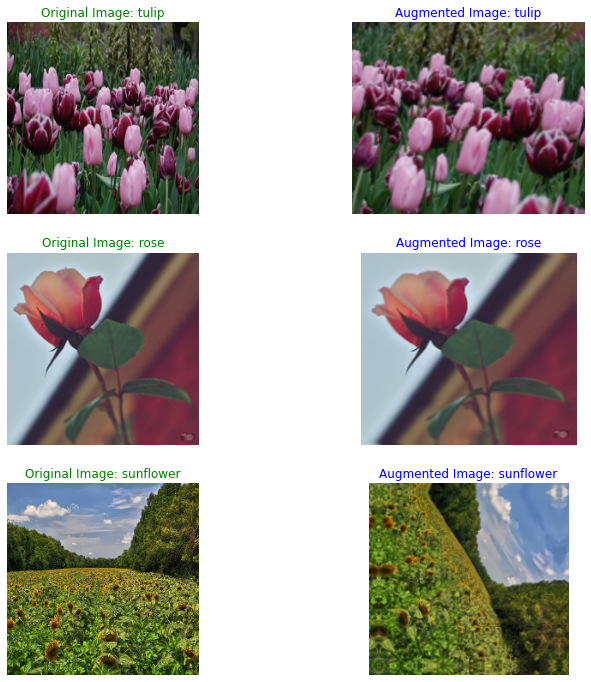 Original Image: tulip
Augmented Image: tulip
Original Image: rose
Augmented Image: rose
Original Image: sunflower
Augmented Image: sunflower